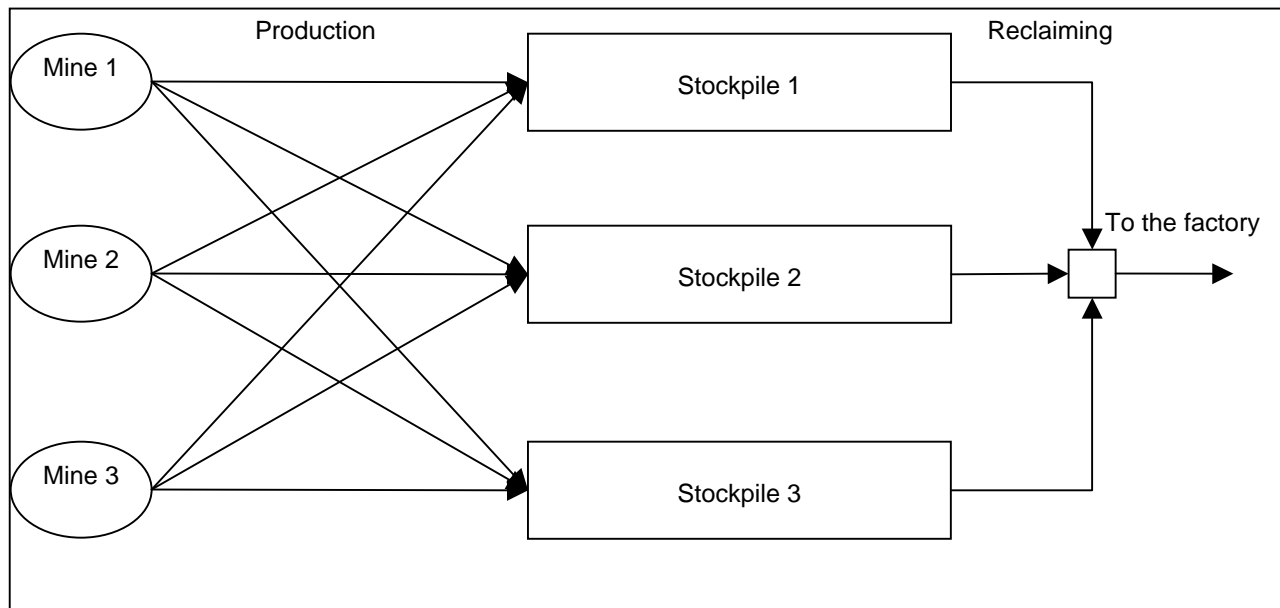 Production
Reclaiming
Mine 1
Stockpile 1
To the factory
Mine 2
Stockpile 2
Mine 3
Stockpile 3